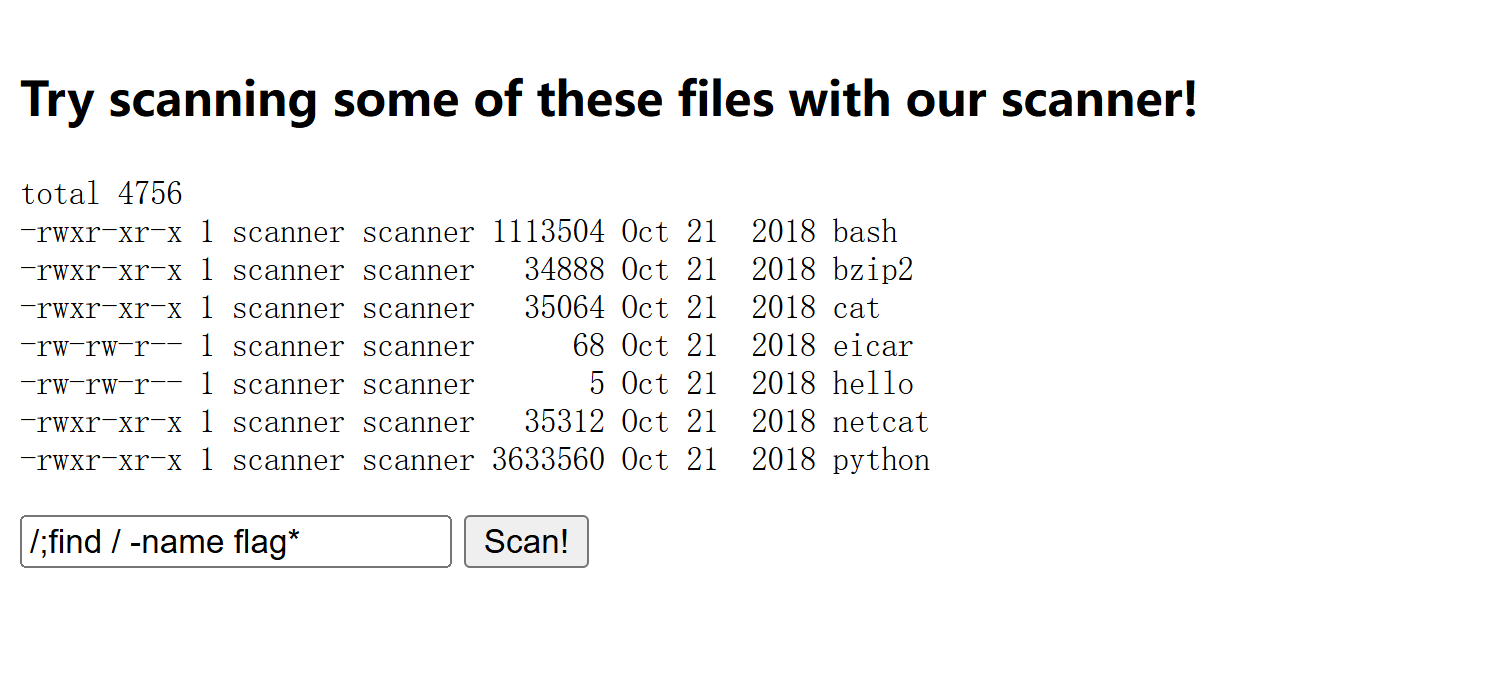 Try scanning some of these files with our scanner!
total 4756
-rwxr-xr-x 1 scanner scanner 1113504 Oct 21  2018 bash
-rwxr-xr-x 1 scanner scanner   34888 Oct 21  2018 bzip2
-rwxr-xr-x 1 scanner scanner   35064 Oct 21  2018 cat
-rw-rw-r-- 1 scanner scanner      68 Oct 21  2018 eicar
-rw-rw-r-- 1 scanner scanner       5 Oct 21  2018 hello
-rwxr-xr-x 1 scanner scanner   35312 Oct 21  2018 netcat
-rwxr-xr-x 1 scanner scanner 3633560 Oct 21  2018 python
/;find / -name flag* Scan!